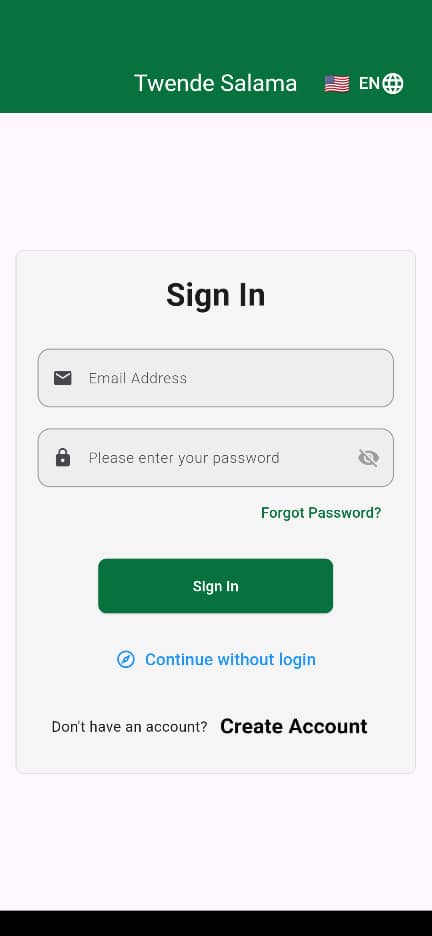 Twende Salama EN
Sign In
Email Address
Please enter your password
Forgot Password?
Sign In
Continue without login
Don't have an account? Create Account